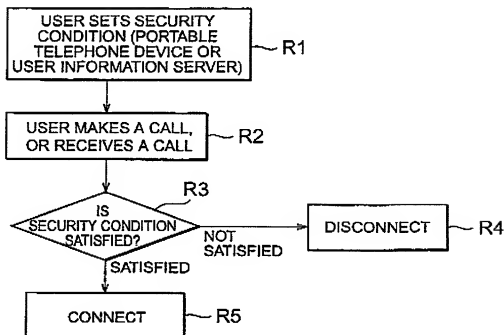 USER SETS SECURITY
CONDITION (PORTABLE
TELEPHONE DEVICE OR
USER INFORMATION SERVER)
R1
USER MAKES A CALL,
OR RECEIVES A CALL
R2
R3
IS
SECURITY CONDITION
SATISFIED?
NOT
SATISFIED
DISCONNECT
R4
SATISFIED
CONNECT
R5